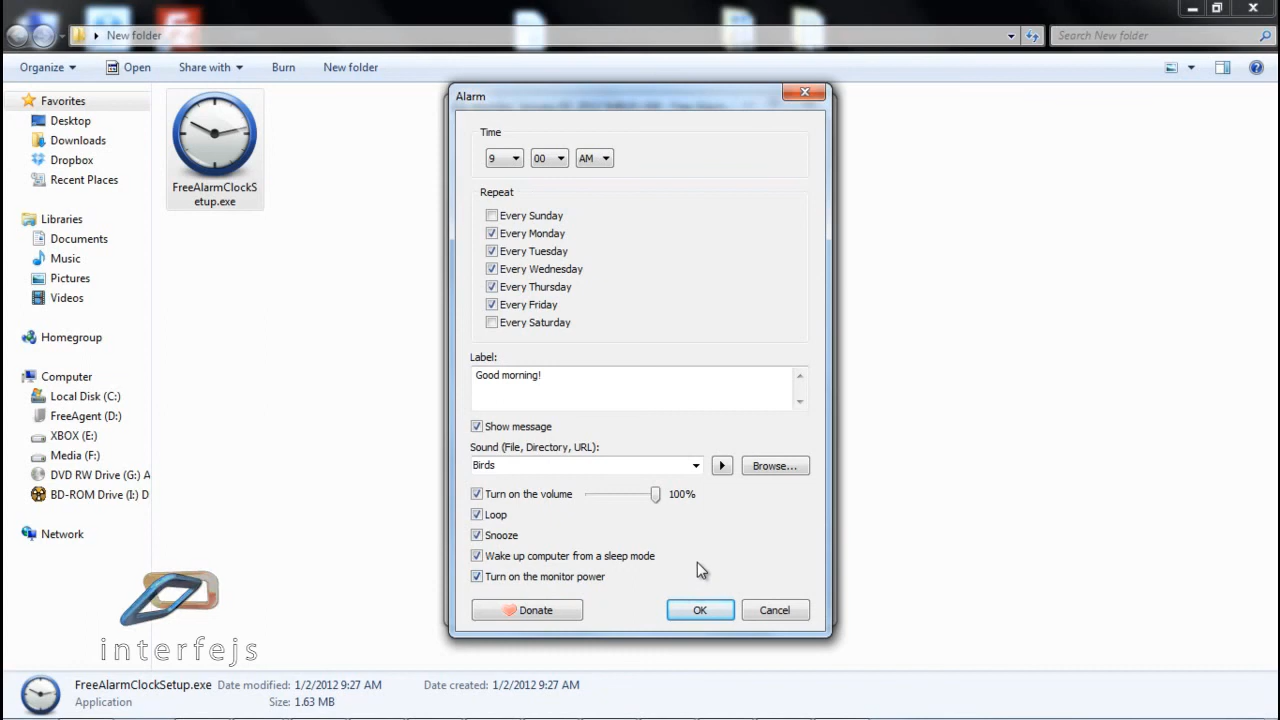 New folder
Search New folder
Organize
Open
Share with
Burn
New folder
Favorites
Desktop
Downloads
Dropbox
Recent Places
Libraries
Documents
Music
Pictures
Videos
Homegroup
Computer
Local Disk (C:)
FreeAgent (D:)
XBOX (E:)
Media (F:)
DVD RW Drive (G:) A
BD-ROM Drive (I:) D
Network
interfejs
FreeAlarmClockS
etup.exe
Alarm
Time
9 00 AM
Repeat
Every Sunday
Every Monday
Every Tuesday
Every Wednesday
Every Thursday
Every Friday
Every Saturday
Label:
Good morning!
Show message
Sound (File, Directory, URL):
Birds
Browse...
Turn on the volume 100%
Loop
Snooze
Wake up computer from a sleep mode
Turn on the monitor power
Donate
OK
Cancel
FreeAlarmClockSetup.exe Date modified: 1/2/2012 9:27 AM Date created: 1/2/2012 9:27 AM
Application Size: 1.63 MB